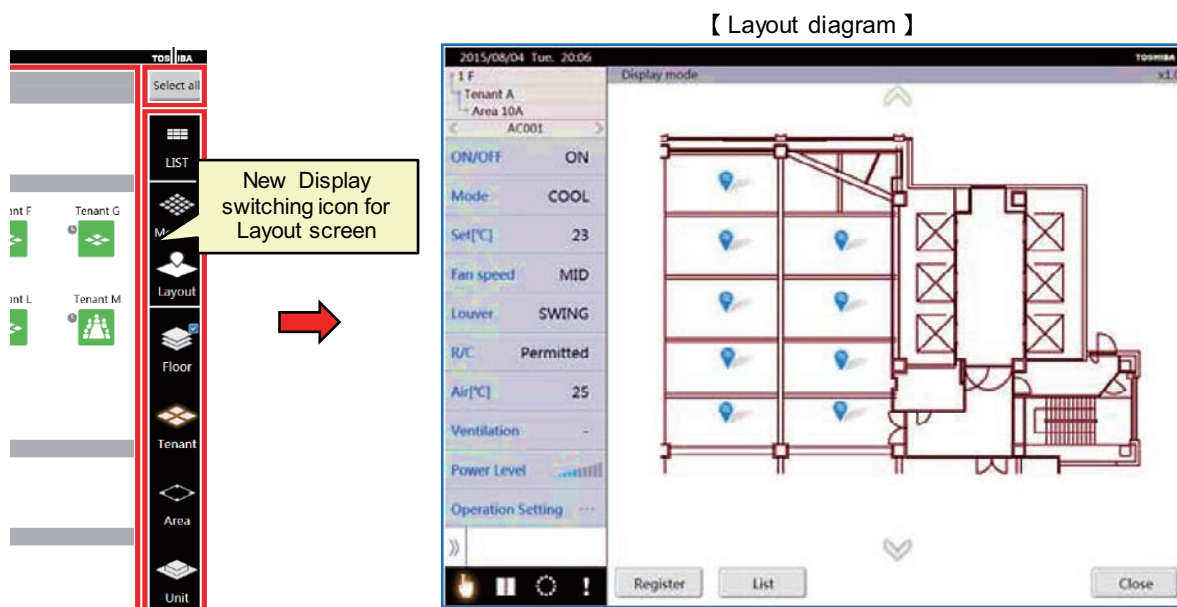 【 Layout diagram 】
TOSHIBA
Select all
LIST
New Display
switching icon for
Layout screen
Tenant G
Layout
Tenant M
Floor
Tenant
Area
Unit
2015/08/04 Tue. 20:06
TOSHIBA
1 F
Tenant A
Area 10A
< AC001 >
Display mode
x1.0
ON/OFF ON
Mode COOL
Set[℃] 23
Fan speed MID
Louver SWING
R/C Permitted
Air[℃] 25
Ventilation -
Power Level
Operation Setting ...
Register
List
Close